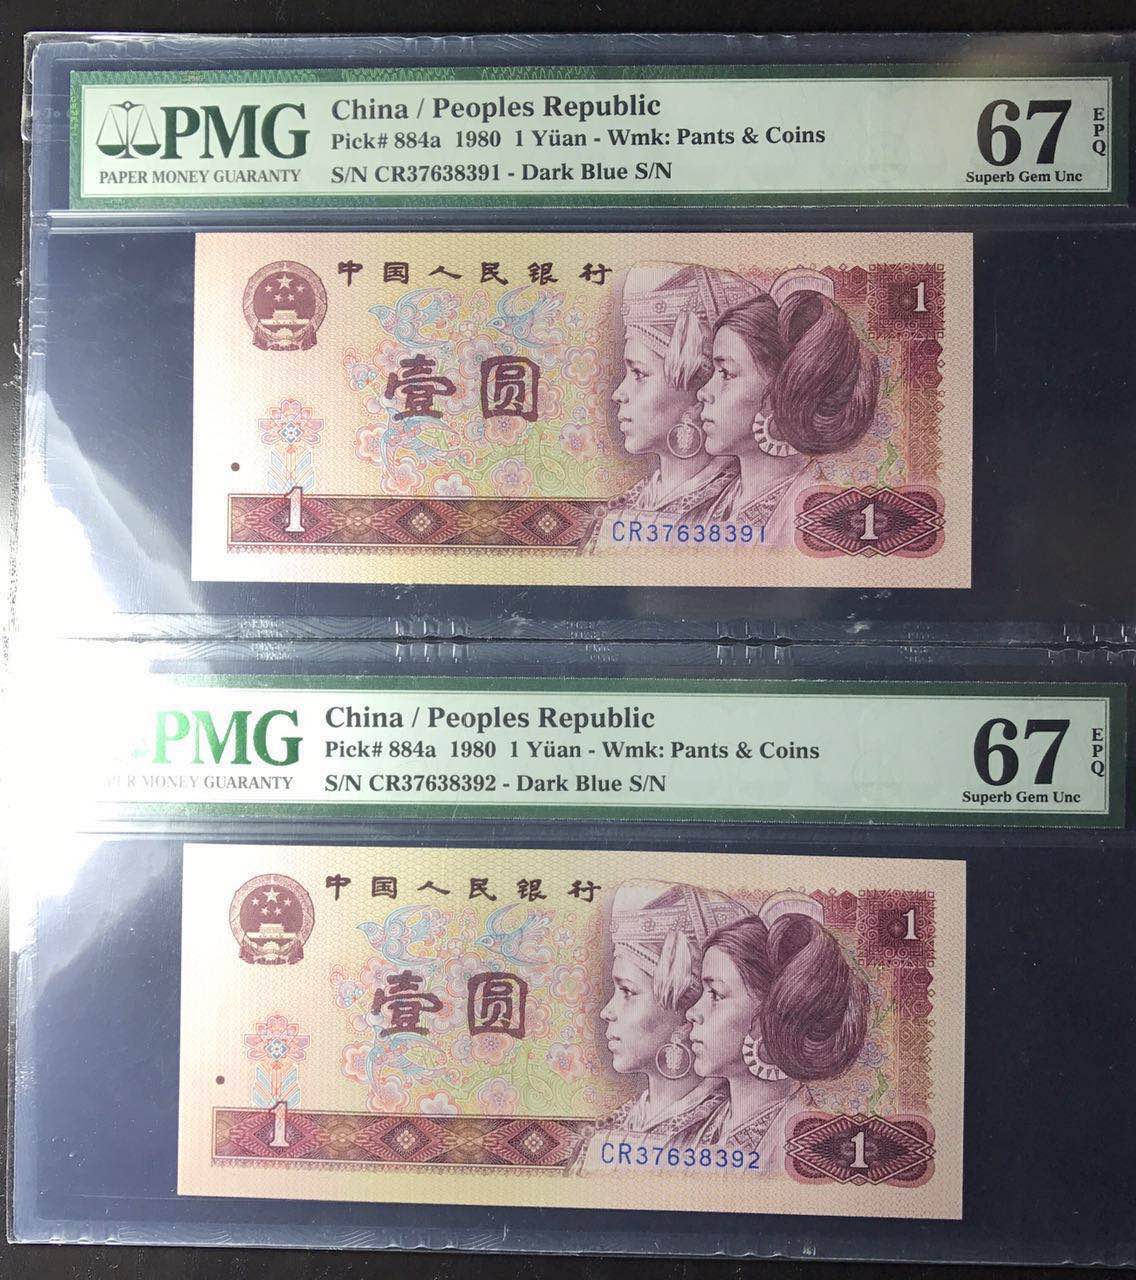 PMG
PAPER MONEY GUARANTY
China / Peoples Republic
Pick# 884a 1980 1 Yüan - Wmk: Pants & Coins
S/N CR37638391 - Dark Blue S/N
67
EPQ
Superb Gem Unc
中国人民银行
1
壹圆
1
CR37638391
1
PMG
ER MONEY GUARANTY
China / Peoples Republic
Pick# 884a 1980 1 Yüan - Wmk: Pants & Coins
S/N CR37638392 - Dark Blue S/N
67
EPQ
Superb Gem Unc
中国人民银行
1
壹圆
1
CR37638392
1